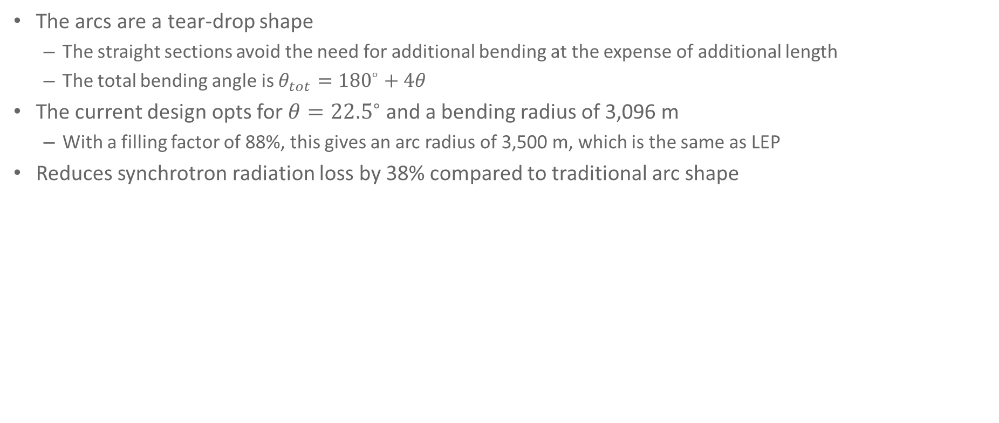 • The arcs are a tear-drop shape
– The straight sections avoid the need for additional bending at the expense of additional length
– The total bending angle is θ_tot = 180° + 4θ
• The current design opts for θ = 22.5° and a bending radius of 3,096 m
– With a filling factor of 88%, this gives an arc radius of 3,500 m, which is the same as LEP
• Reduces synchrotron radiation loss by 38% compared to traditional arc shape